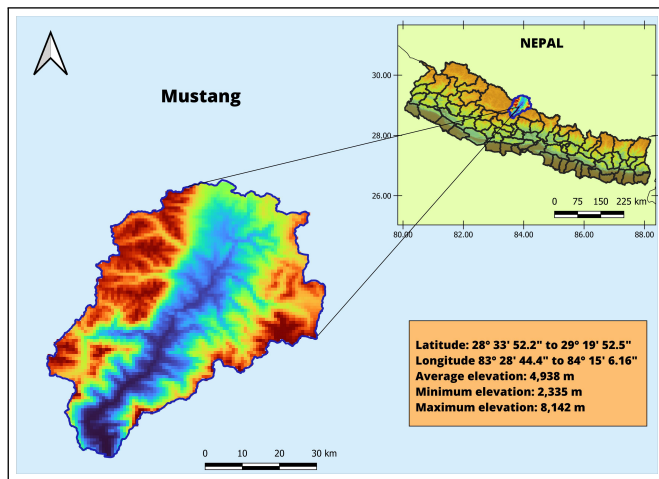 Mustang
NEPAL
30.00
28.00
26.00
80.00 82.00 84.00 86.00 88.00
0 75 150 225 km
Latitude: 28° 33' 52.2" to 29° 19' 52.5"
Longitude 83° 28' 44.4" to 84° 15' 6.16"
Average elevation: 4,938 m
Minimum elevation: 2,335 m
Maximum elevation: 8,142 m
0 10 20 30 km